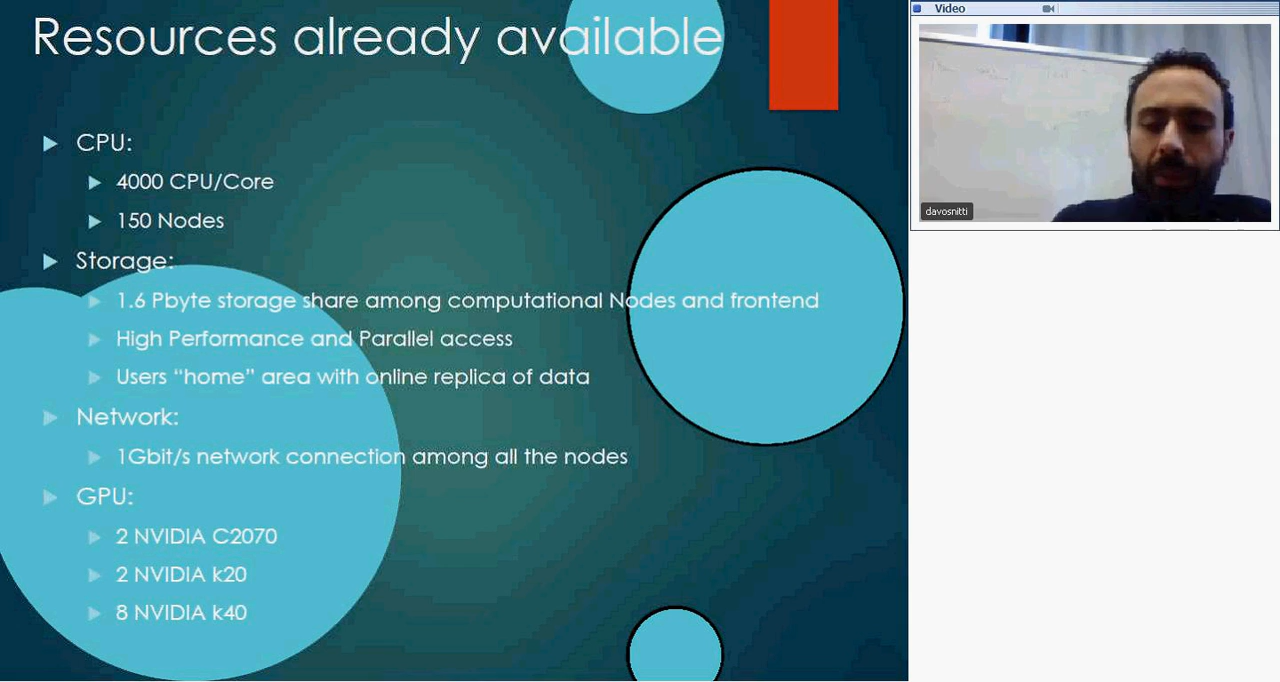 Resources already available
CPU:
4000 CPU/Core
150 Nodes
Storage:
1.6 Pbyte storage share among computational Nodes and frontend
High Performance and Parallel access
Users “home” area with online replica of data
Network:
1Gbit/s network connection among all the nodes
GPU:
2 NVIDIA C2070
2 NVIDIA k20
8 NVIDIA k40
Video
davosnitti